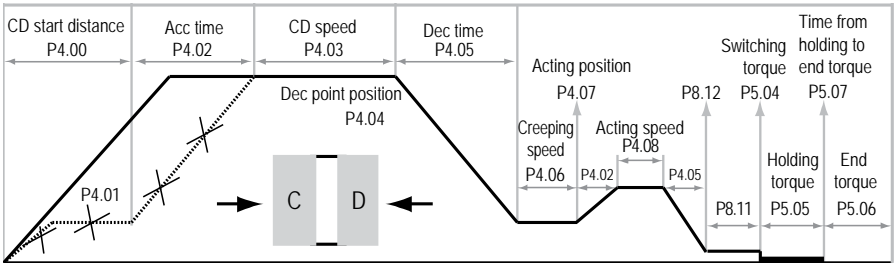 CD start distance
P4.00
Acc time
P4.02
CD speed
P4.03
Dec time
P4.05
Dec point position
P4.04
P4.01
C
D
Acting position
P4.07
Creeping
speed
P4.06
P4.02
Acting speed
P4.08
P4.05
P8.12
P8.11
Switching
torque
P5.04
Time from
holding to
end torque
P5.07
Holding
torque
P5.05
End
torque
P5.06